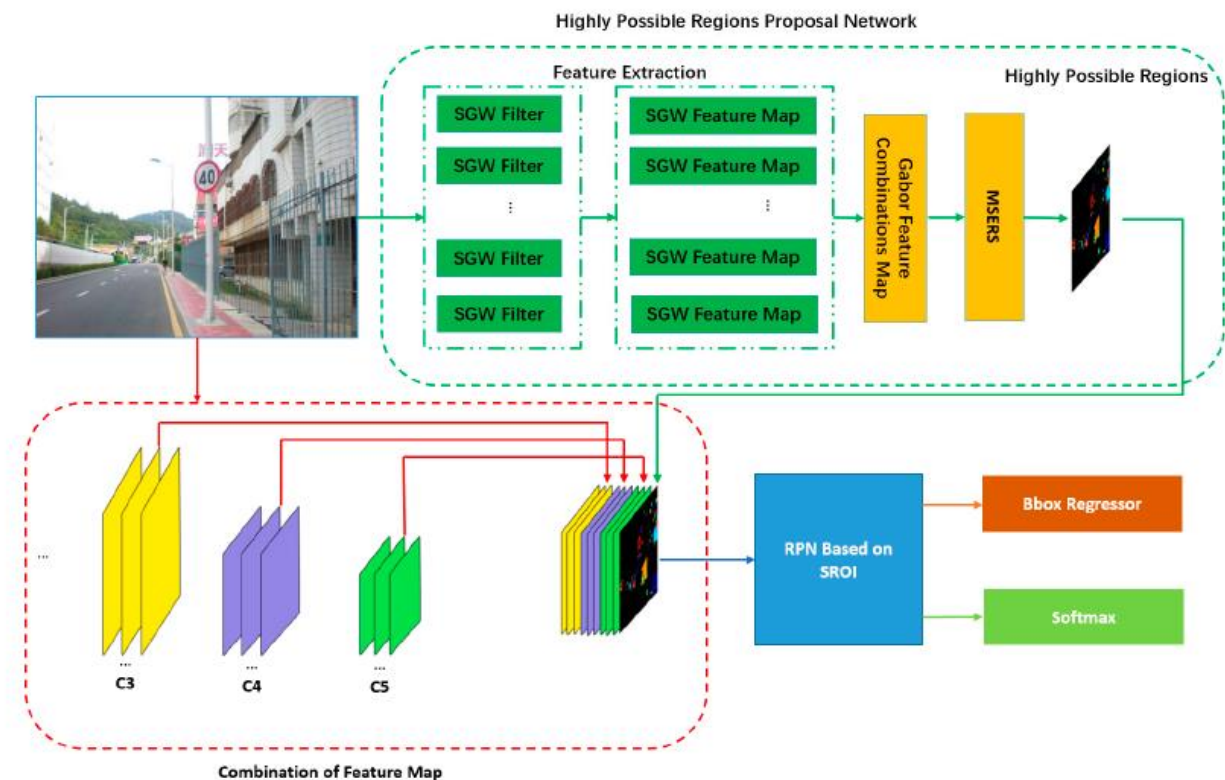 Highly Possible Regions Proposal Network
Feature Extraction
Highly Possible Regions
SGW Filter
SGW Filter
...
SGW Filter
SGW Filter
SGW Feature Map
SGW Feature Map
...
SGW Feature Map
SGW Feature Map
Gabor Feature
Combinations Map
MSERS
40
...
...
C3
...
C4
...
C5
RPN Based on
SROI
Bbox Regressor
Softmax
Combination of Feature Map